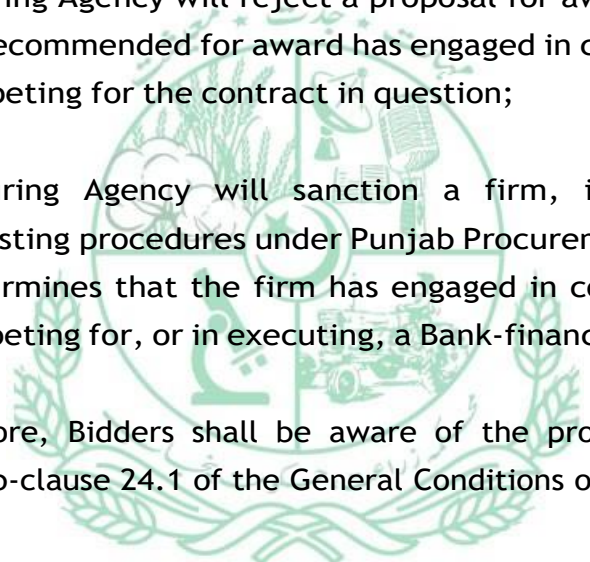 ring Agency will reject a proposal for aw
ecommended for award has engaged in c
peting for the contract in question;
ring Agency will sanction a firm, i
sting procedures under Punjab Procure
rmines that the firm has engaged in c
peting for, or in executing, a Bank-financ
ore, Bidders shall be aware of the pro
o-clause 24.1 of the General Conditions o